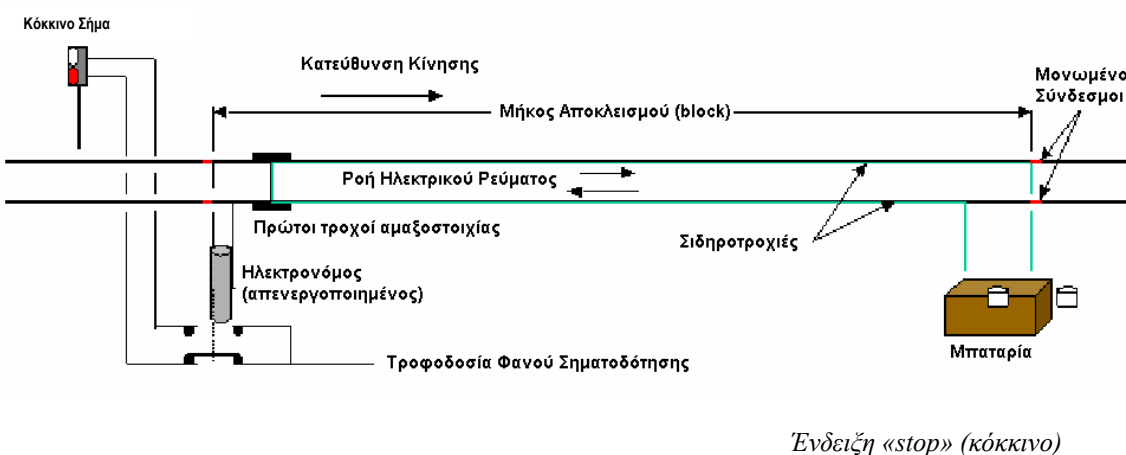 Κόκκινο Σήμα
Κατεύθυνση Κίνησης
Μονωμένο
Σύνδεσμοι
Μήκος Αποκλεισμού (block)
Ροή Ηλεκτρικού Ρεύματος
Πρώτοι τροχοί αμαξοστοιχίας
Σιδηροτροχιές
Ηλεκτρονόμος
(απενεργοποιημένος)
Μπαταρία
Τροφοδοσία Φανού Σηματοδότησης
Ένδειξη «stop» (κόκκινο)